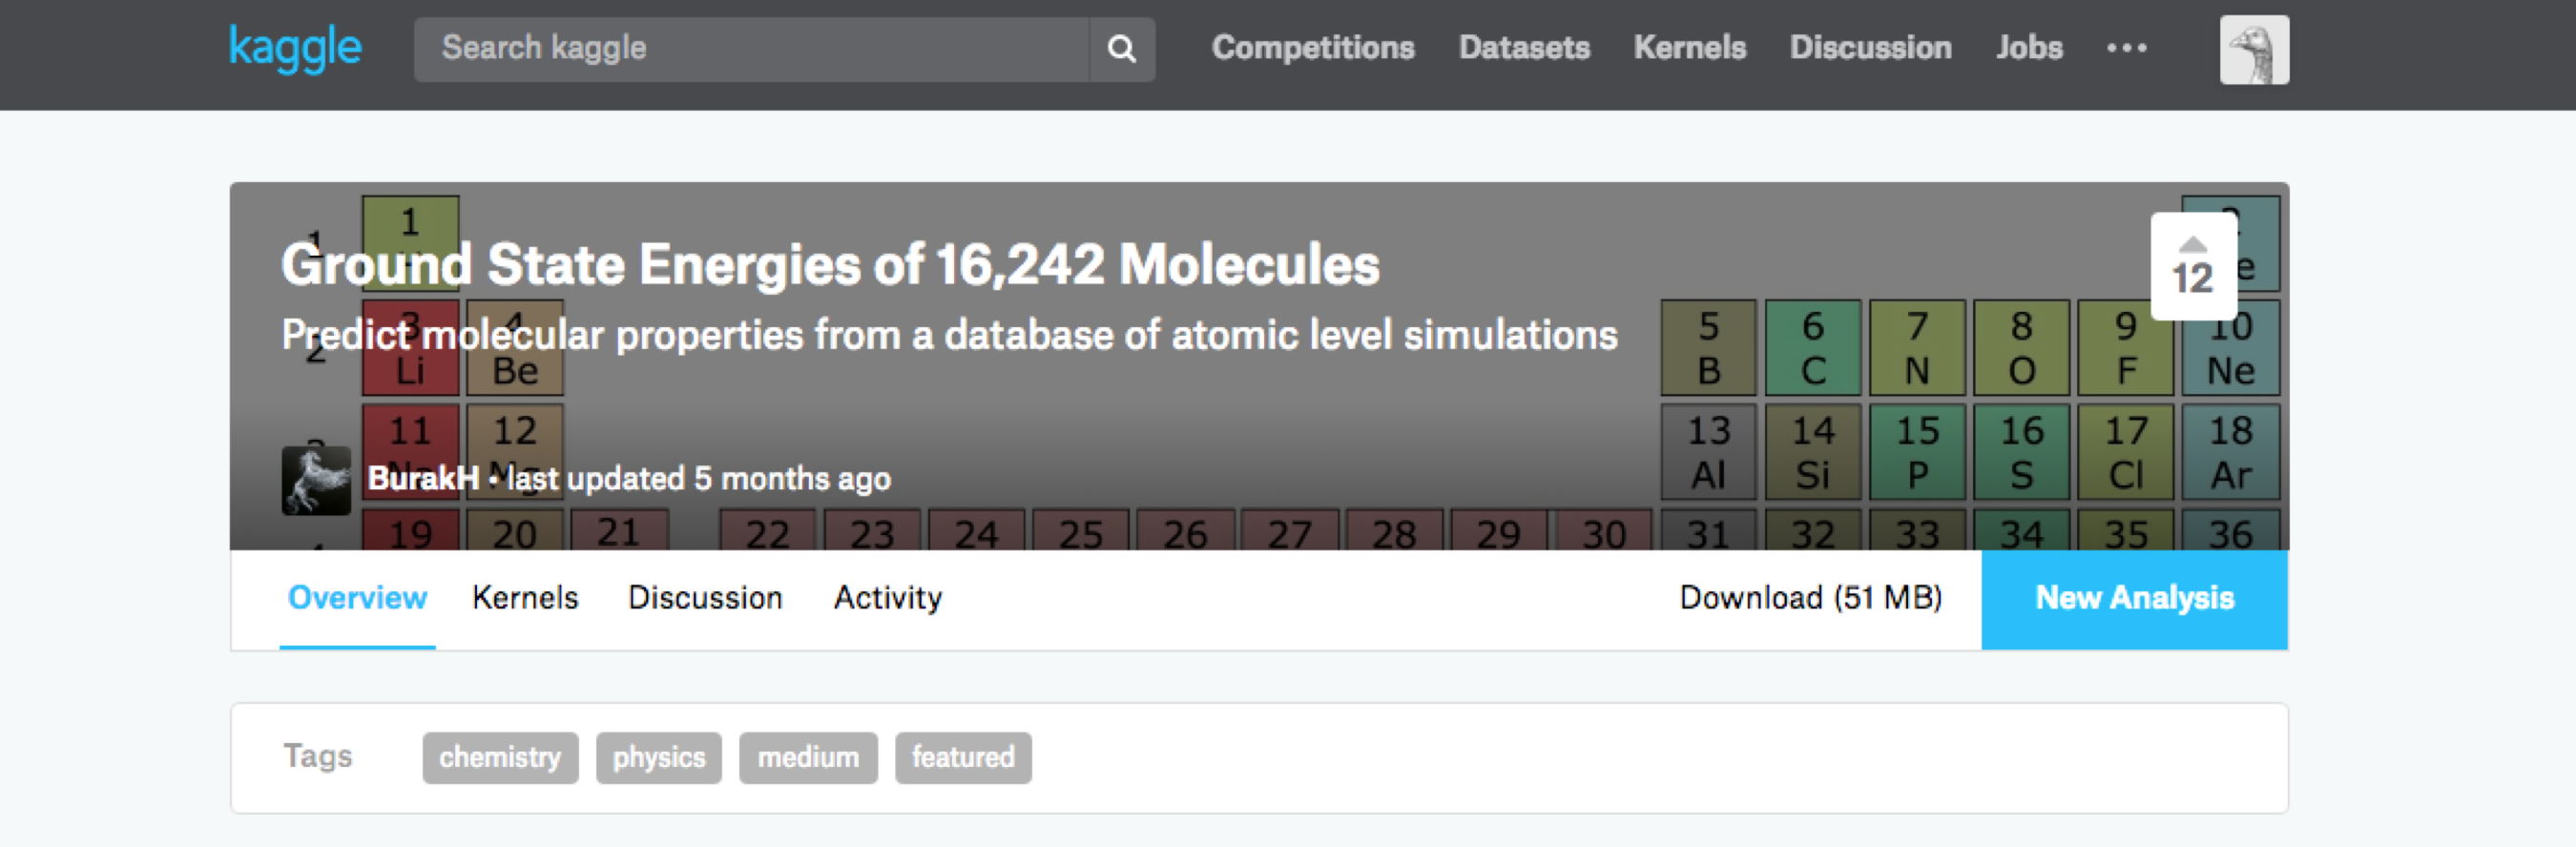 kaggle Search kaggle Competitions Datasets Kernels Discussion Jobs •••
1 1
Ground State Energies of 16,242 Molecules
12
e
Predict molecular properties from a database of atomic level simulations
2 3 4 5 6 7 8 9 10
Li Be B C N O F Ne
11 12 13 14 15 16 17 18
BurakH • last updated 5 months ago
Al Si P S Cl Ar
19 20 21 22 23 24 25 26 27 28 29 30 31 32 33 34 35 36
Overview Kernels Discussion Activity Download (51 MB) New Analysis
Tags chemistry physics medium featured